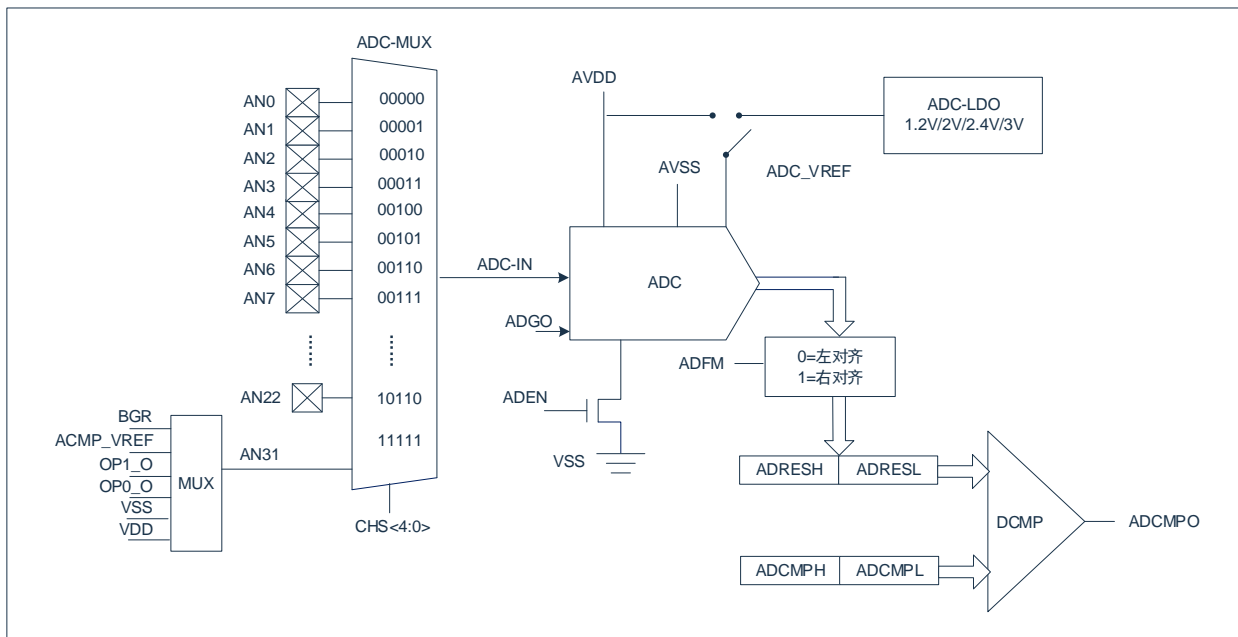 ADC-MUX
AN0
00000
AN1
00001
AN2
00010
AN3
00011
AN4
00100
AN5
00101
AN6
00110
AN7
00111
AN22
10110
11111
BGR
ACMP_VREF
OP1_O
OP0_O
VSS
VDD
MUX
AN31
CHS<4:0>
AVDD
ADC-LDO
1.2V/2V/2.4V/3V
AVSS
ADC_VREF
ADC-IN
ADC
ADGO
ADFM
0=左对齐
1=右对齐
ADEN
VSS
ADRESH
ADRESL
DCMP
ADCMPO
ADCMPH
ADCMPL